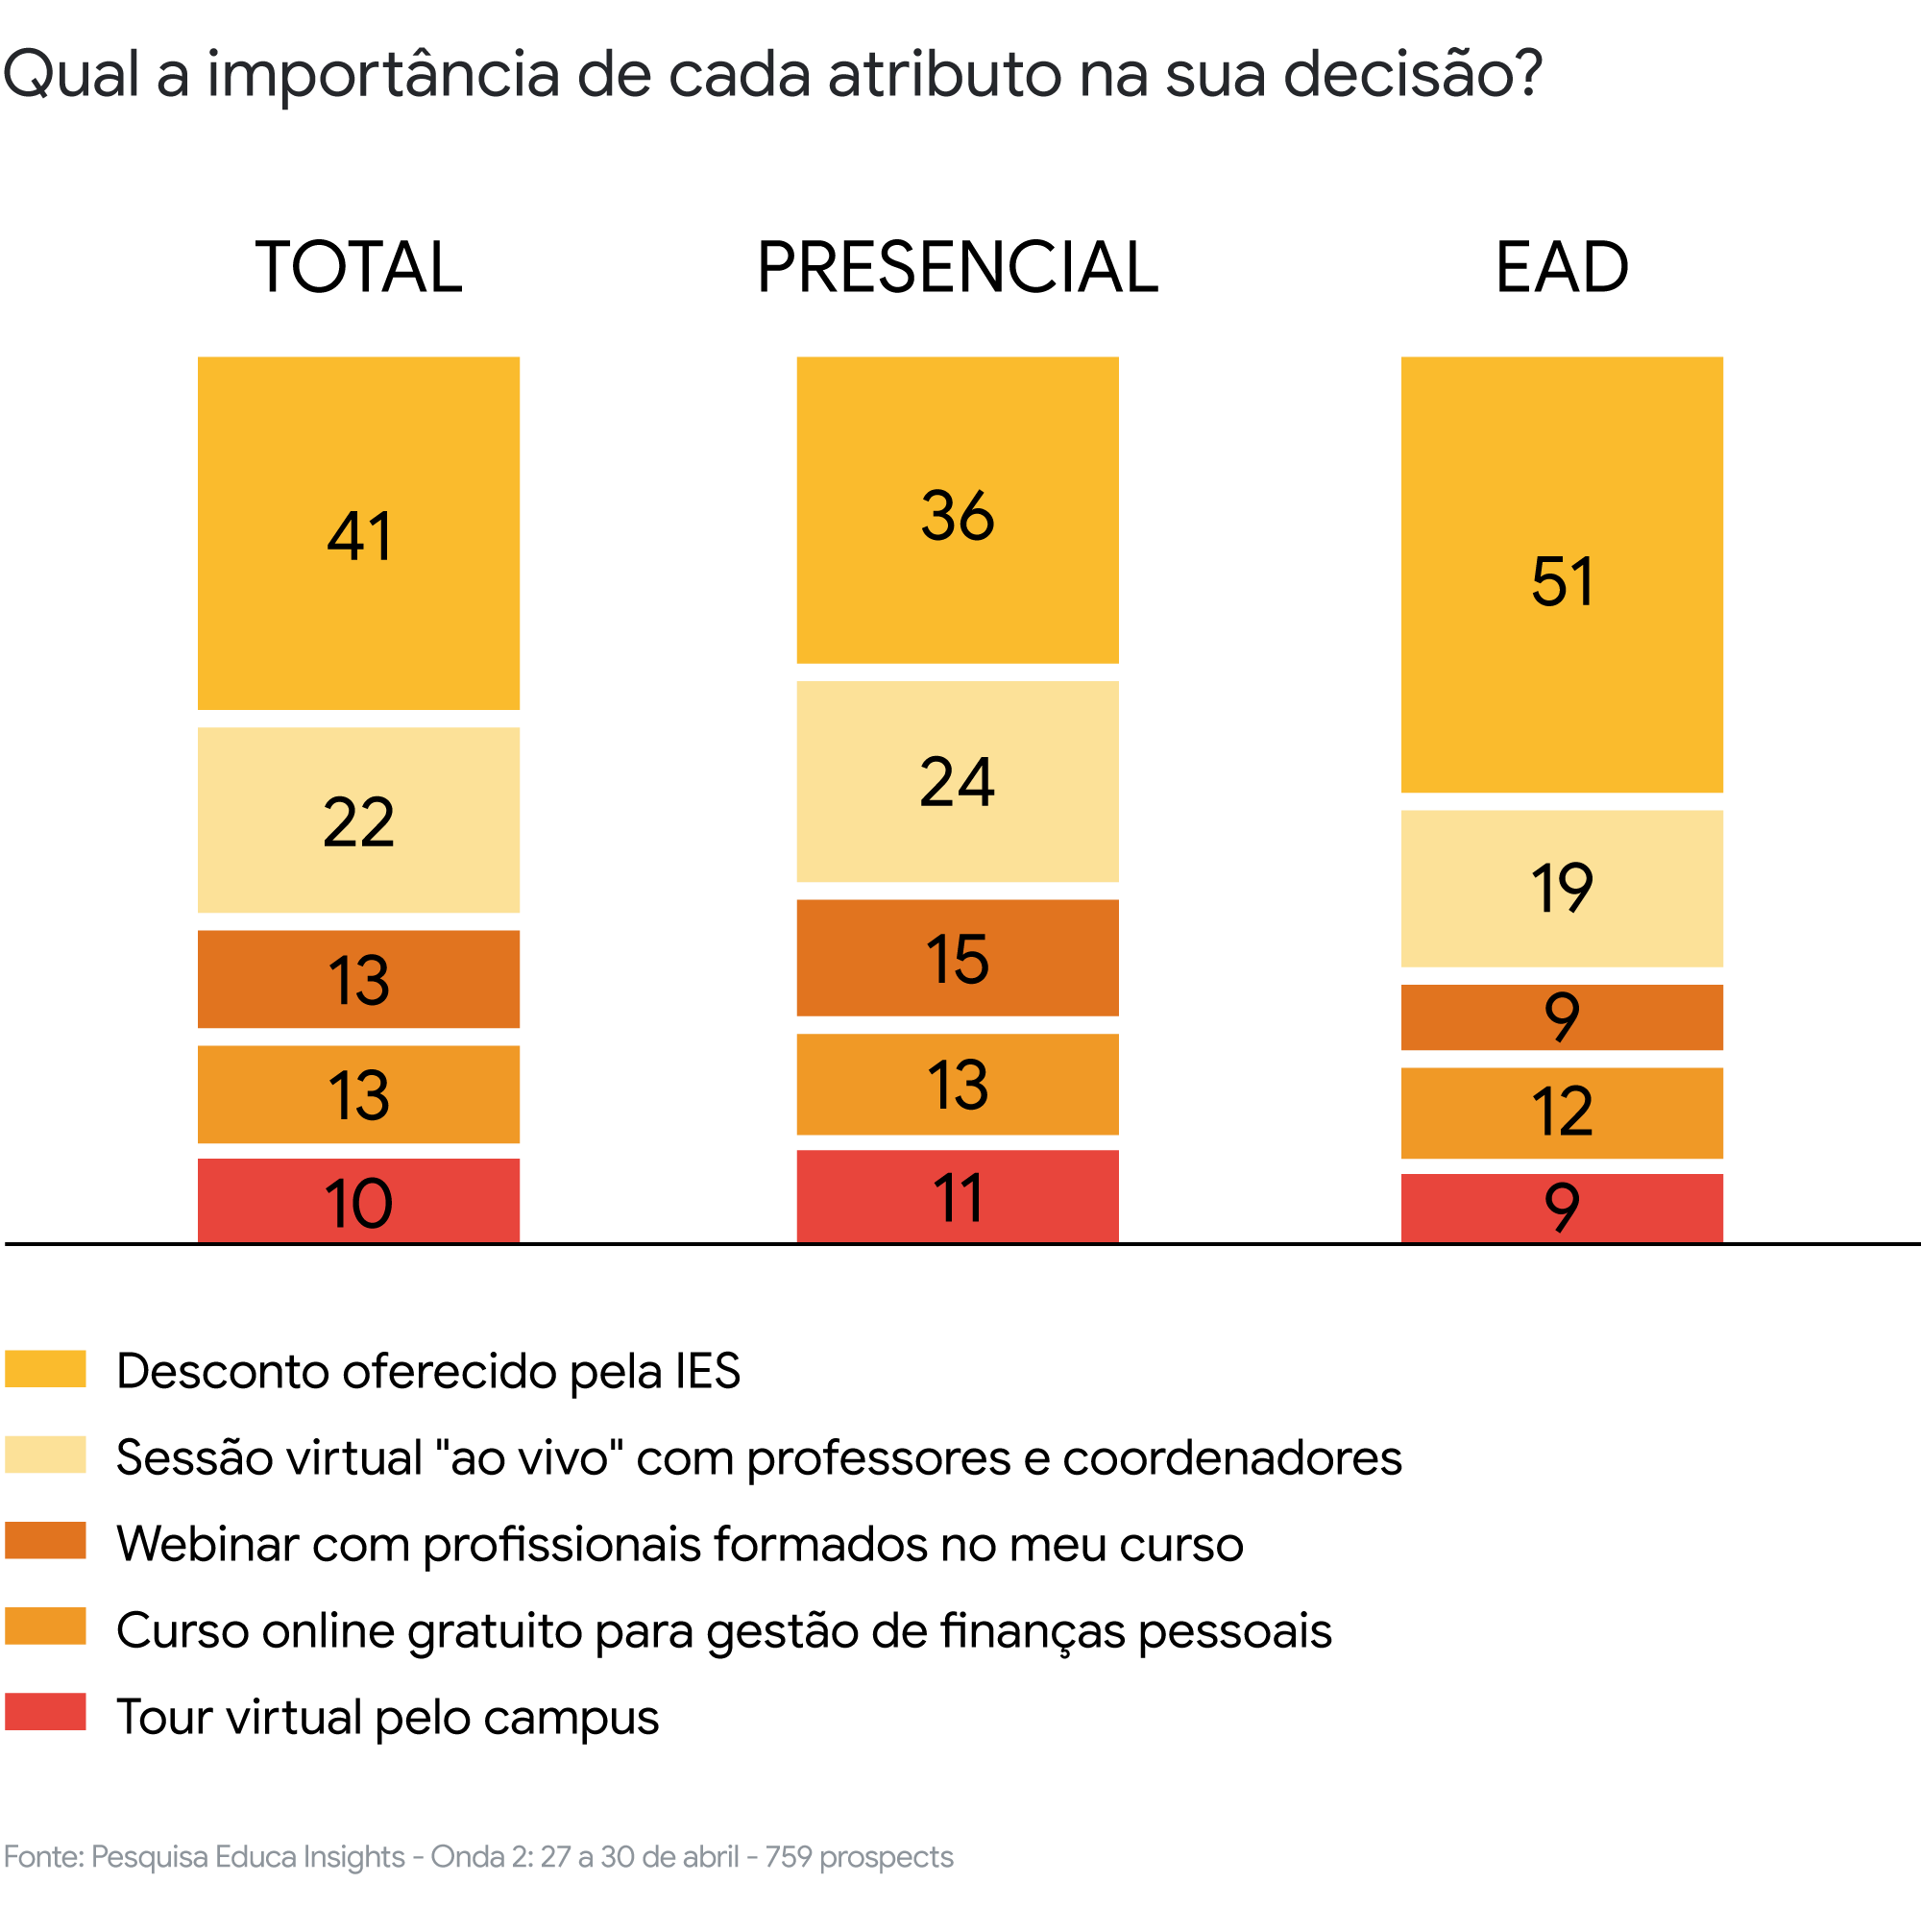 Qual a importância de cada atributo na sua decisão?
TOTAL PRESENCIAL EAD
41 36 51
22 24 19
13 15 9
13 13 12
10 11 9
Desconto oferecido pela IES
Sessão virtual "ao vivo" com professores e coordenadores
Webinar com profissionais formados no meu curso
Curso online gratuito para gestão de finanças pessoais
Tour virtual pelo campus
Fonte: Pesquisa Educa Insights - Onda 2: 27 a 30 de abril - 759 prospects